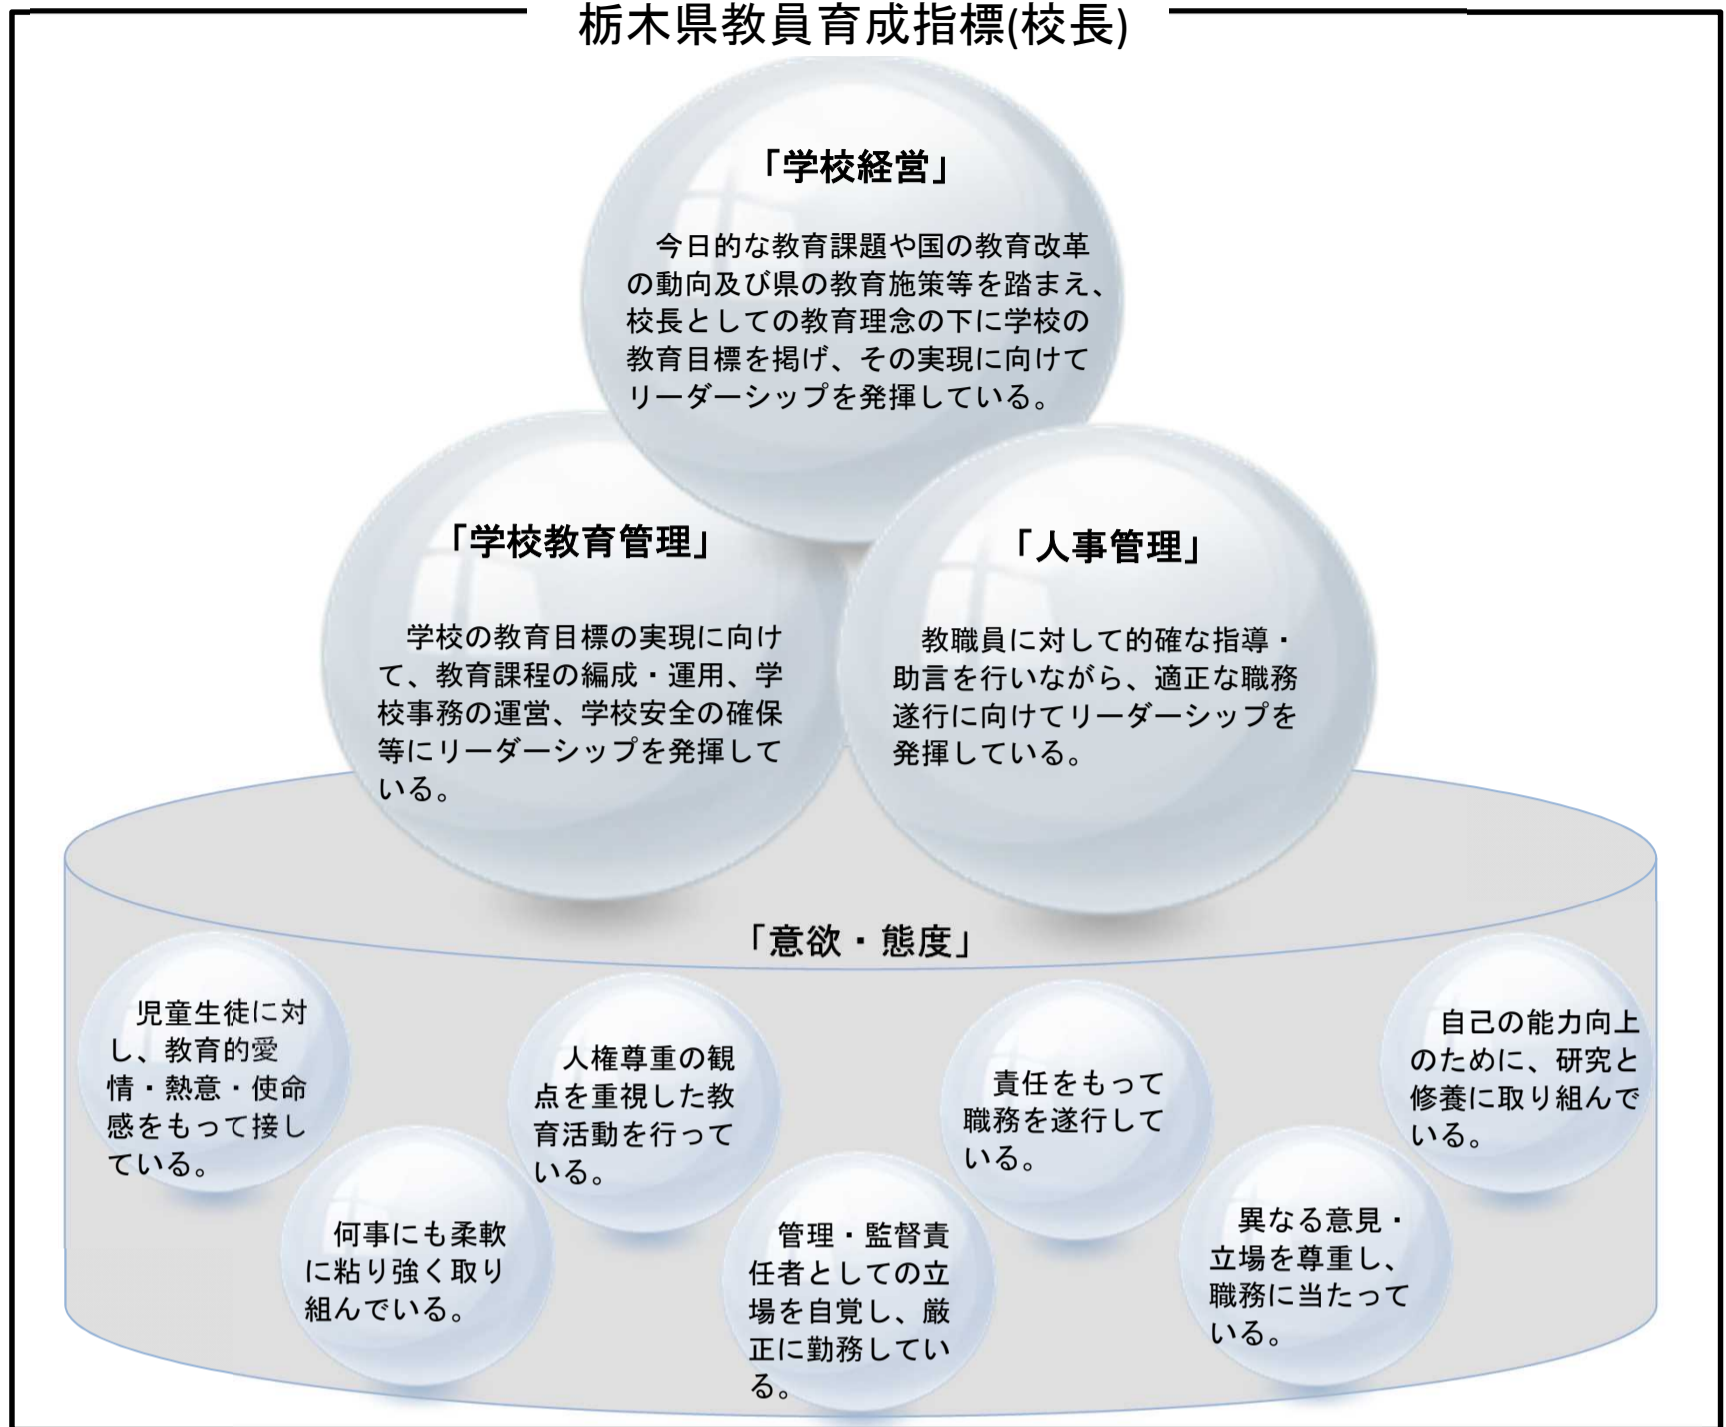 栃木県教員育成指標(校長)
「学校経営」
今日的な教育課題や国の教育改革
の動向及び県の教育施策等を踏まえ、
校長としての教育理念の下に学校の
教育目標を掲げ、その実現に向けて
リーダーシップを発揮している。
「学校教育管理」
学校の教育目標の実現に向け
て、教育課程の編成・運用、学
校事務の運営、学校安全の確保
等にリーダーシップを発揮して
いる。
「人事管理」
教職員に対して的確な指導・
助言を行いながら、適正な職務
遂行に向けてリーダーシップを
発揮している。
「意欲・態度」
児童生徒に対
し、教育的愛
情・熱意・使命
感をもって接し
ている。
何事にも柔軟
に粘り強く取り
組んでいる。
人権尊重の観
点を重視した教
育活動を行って
いる。
管理・監督責
任者としての立
場を自覚し、厳
正に勤務してい
る。
責任をもって
職務を遂行して
いる。
異なる意見・
立場を尊重し、
職務に当たって
いる。
自己の能力向上
のために、研究と
修養に取り組んで
いる。